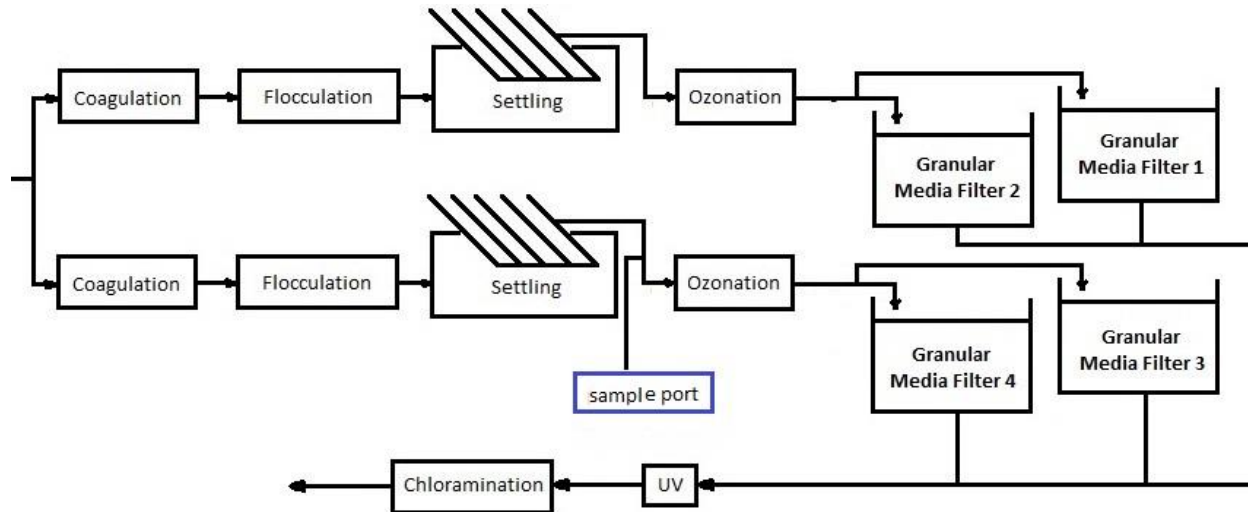 Coagulation
Flocculation
Settling
Ozonation
Granular
Media Filter 2
Granular
Media Filter 1
Coagulation
Flocculation
Settling
Ozonation
Granular
Media Filter 4
Granular
Media Filter 3
sample port
Chloramination
UV